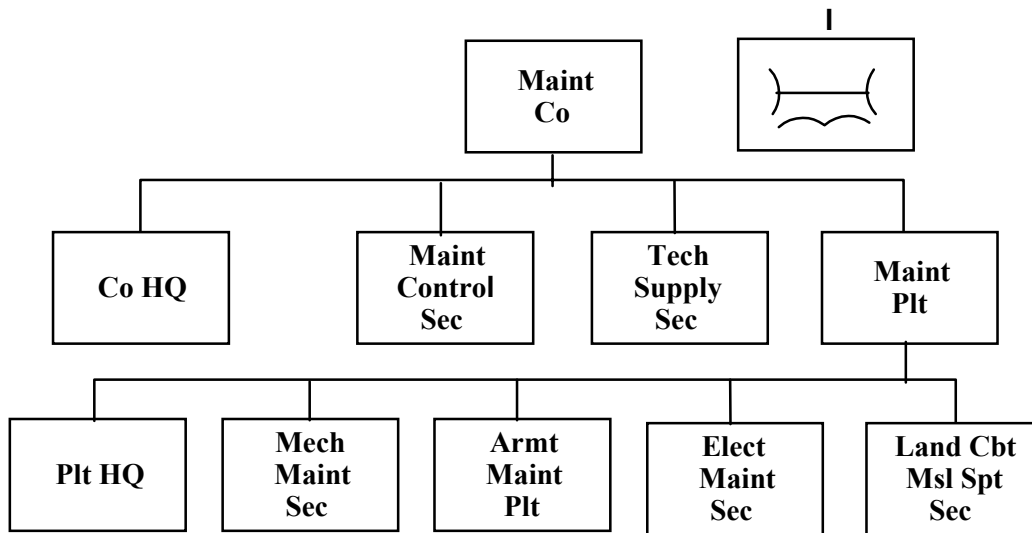 I
Maint
Co
Co HQ
Maint
Control
Sec
Tech
Supply
Sec
Maint
Plt
Plt HQ
Mech
Maint
Sec
Armt
Maint
Plt
Elect
Maint
Sec
Land Cbt
Msl Spt
Sec